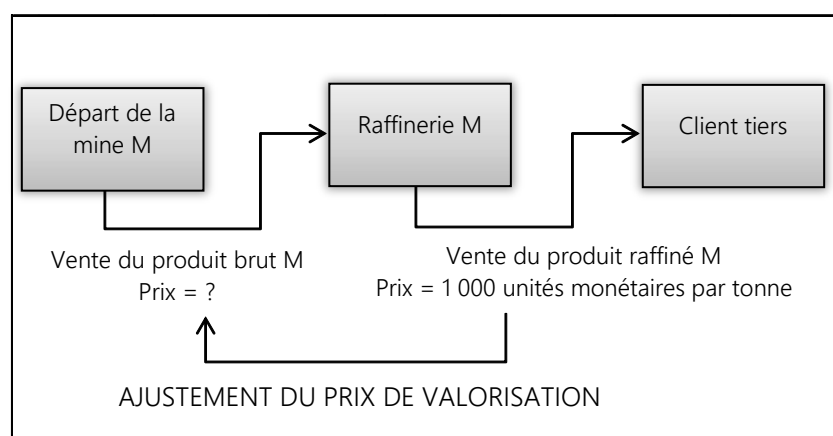 Départ de la
mine M
Raffinerie M
Client tiers
Vente du produit brut M
Prix = ?
Vente du produit raffiné M
Prix = 1 000 unités monétaires par tonne
AJUSTEMENT DU PRIX DE VALORISATION